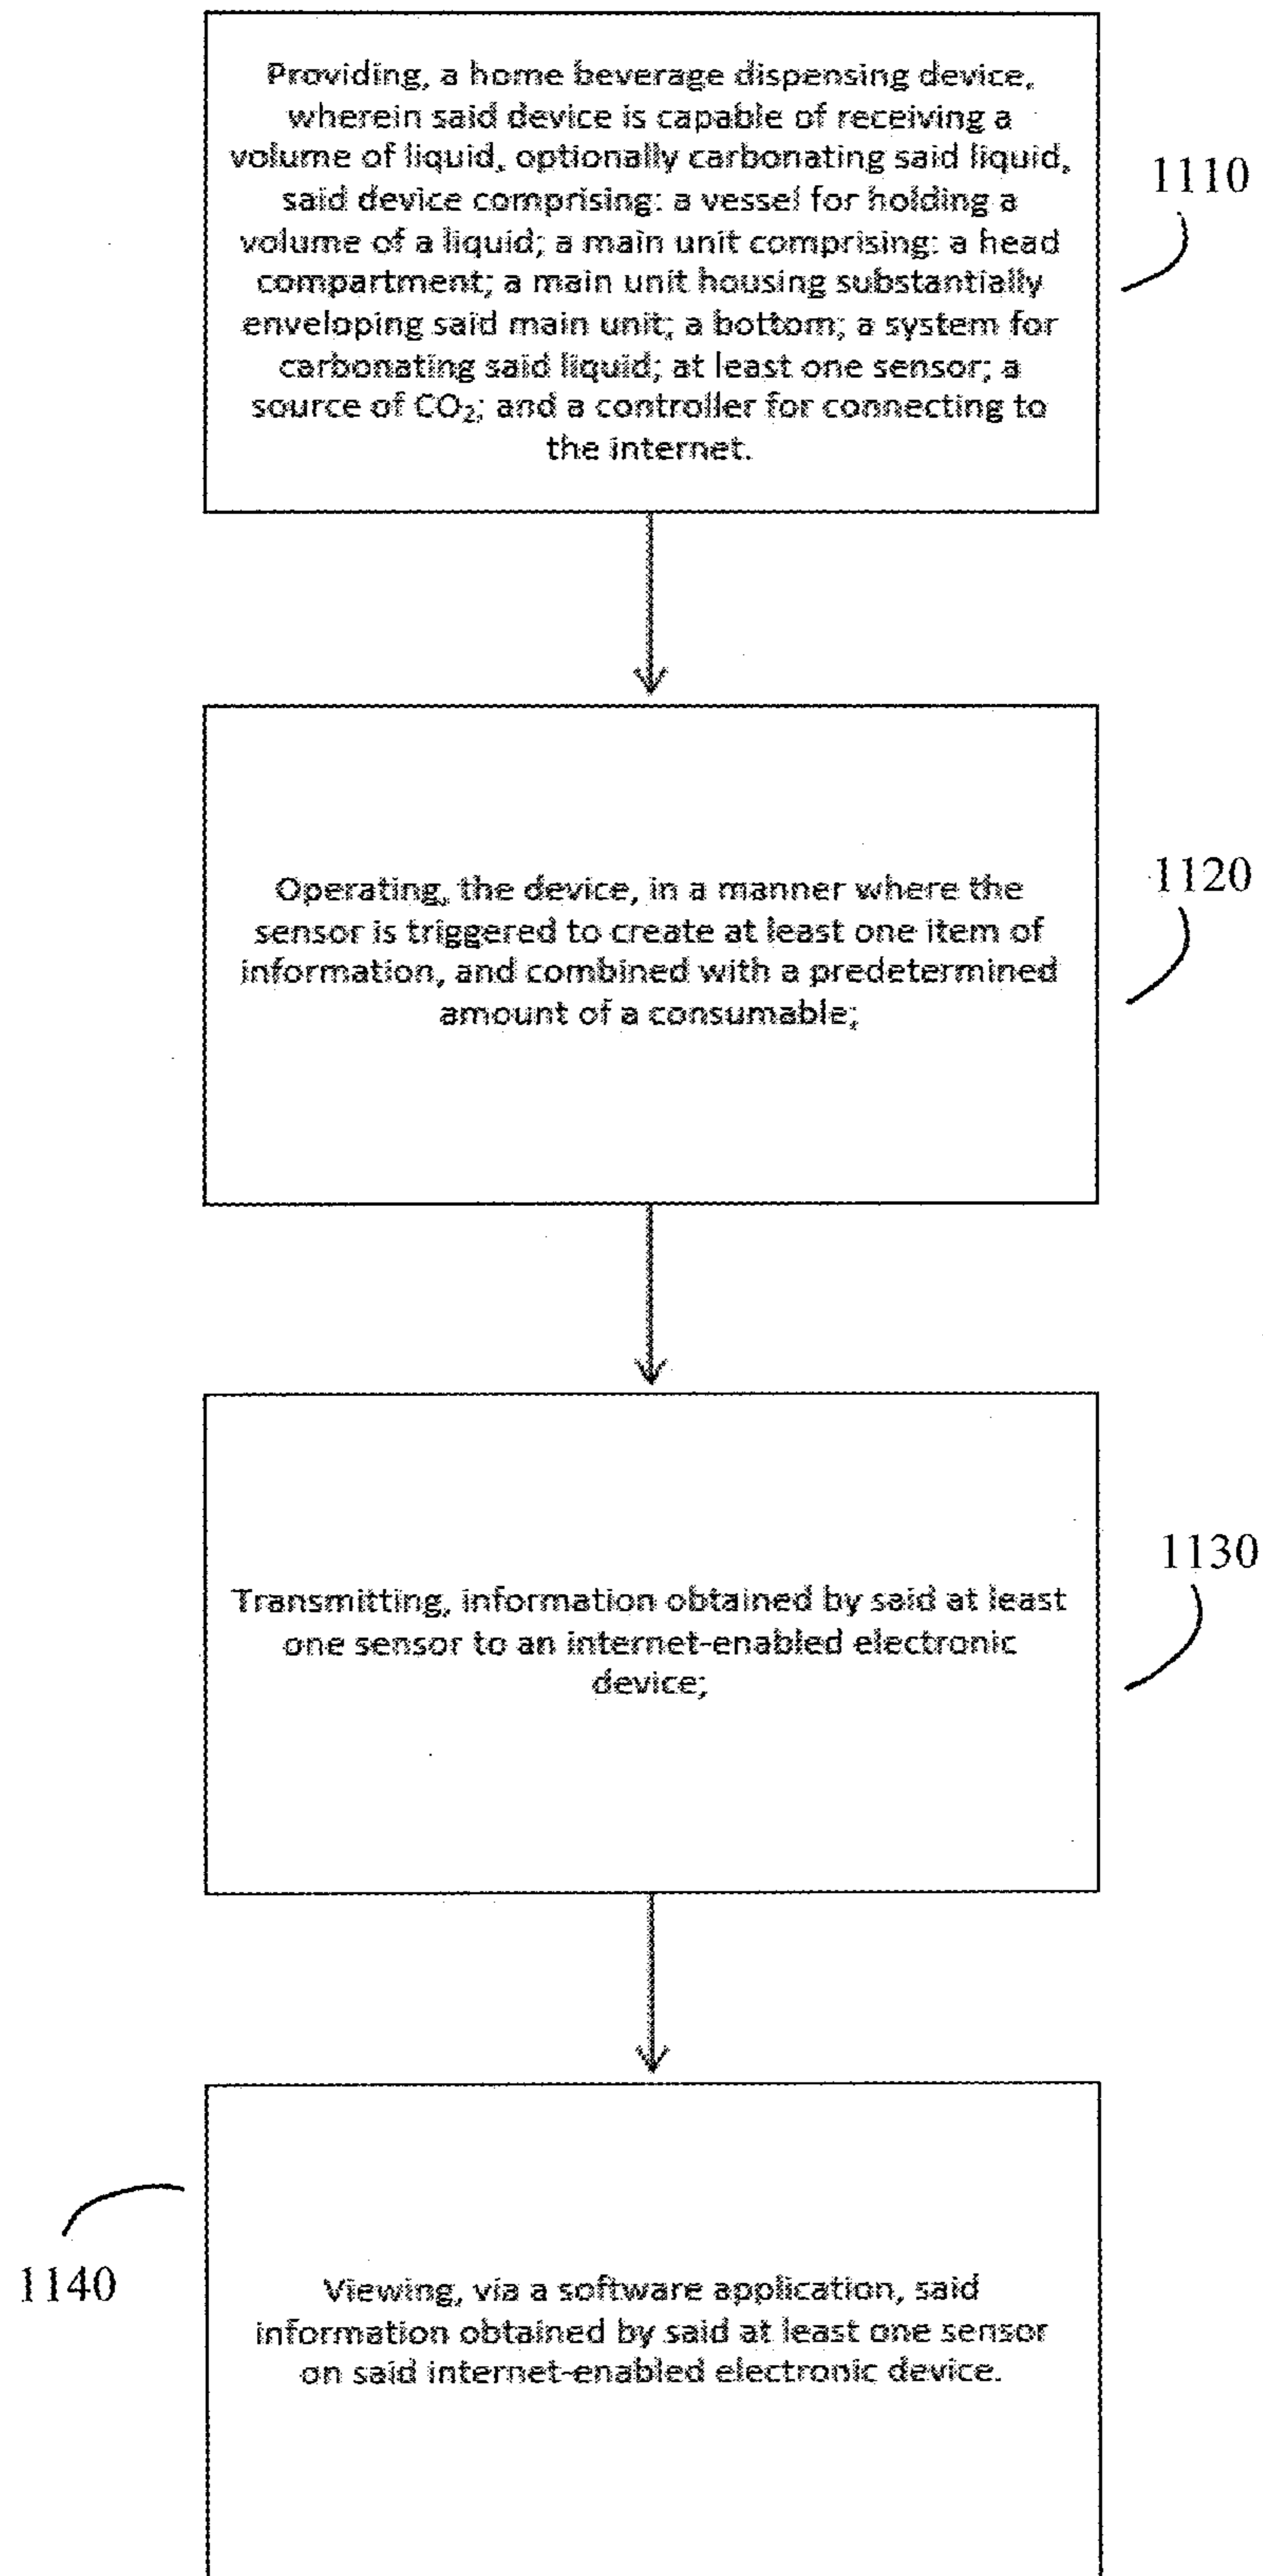 Providing, a home beverage dispensing device,
wherein said device is capable of receiving a
volume of liquid, optionally carbonating said liquid,
said device comprising: a vessel for holding a
volume of a liquid; a main unit comprising: a head
compartment; a main unit housing substantially
enveloping said main unit; a bottom; a system for
carbonating said liquid; at least one sensor; a
source of CO₂; and a controller for connecting to
the internet.
1110
Operating, the device, in a manner where the
sensor is triggered to create at least one item of
information, and combined with a predetermined
amount of a consumable;
1120
Transmitting, information obtained by said at least
one sensor to an internet-enabled electronic
device;
1130
Viewing, via a software application, said
information obtained by said at least one sensor
on said internet-enabled electronic device.
1140